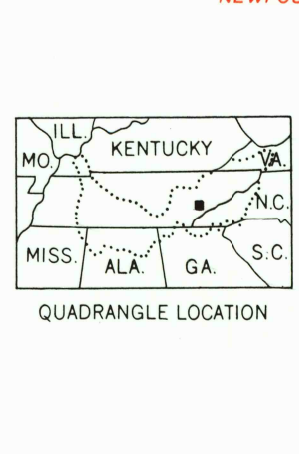 ILL.
MO.
KENTUCKY
VA.
N.C.
MISS.
ALA.
GA.
S.C.
QUADRANGLE LOCATION